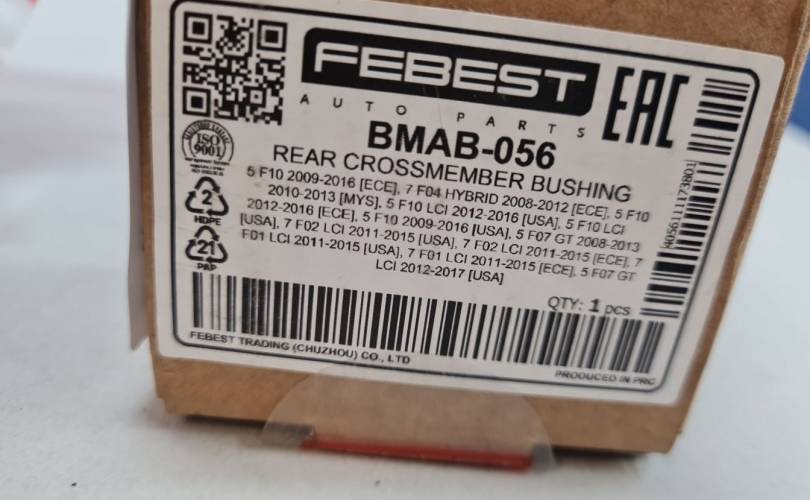 FEBEST
EAC
AUTO PARTS
BMAB-056
REAR CROSSMEMBER BUSHING
5 F10 2009-2016 [ECE], 7 F04 HYBRID 2008-2012 [ECE], 5 F10
2010-2013 [MYS], 5 F10 LCI 2012-2016 [USA], 5 F10 LCI
2012-2016 [ECE], 5 F10 2009-2016 [USA], 5 F07 GT 2008-2013
[USA], 7 F02 LCI 2011-2015 [USA], 7 F02 LCI 2011-2015 [ECE], 7
F01 LCI 2011-2015 [USA], 7 F01 LCI 2011-2015 [ECE], 5 F07 GT
LCI 2012-2017 [USA]
ISO
9001
2
HDPE
21
PAP
QTY: 1 pcs
FEBEST TRADING (CHUZHOU) CO., LTD
PRODUCED IN PRC